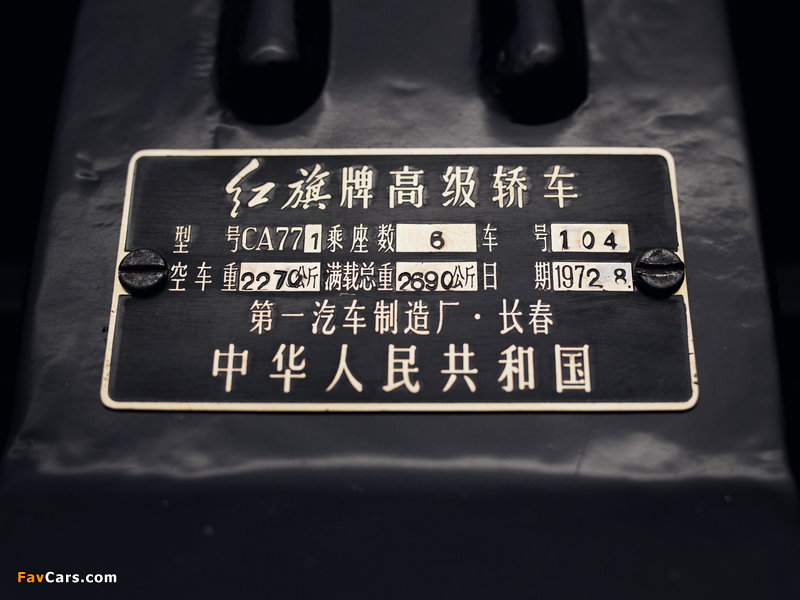 红旗牌高级轿车
型 号CA771乘座数6车 号104
空车重2270公斤满载总重2690公斤日 期1972 8
第一汽车制造厂·长春
中华人民共和国
FavCars.com